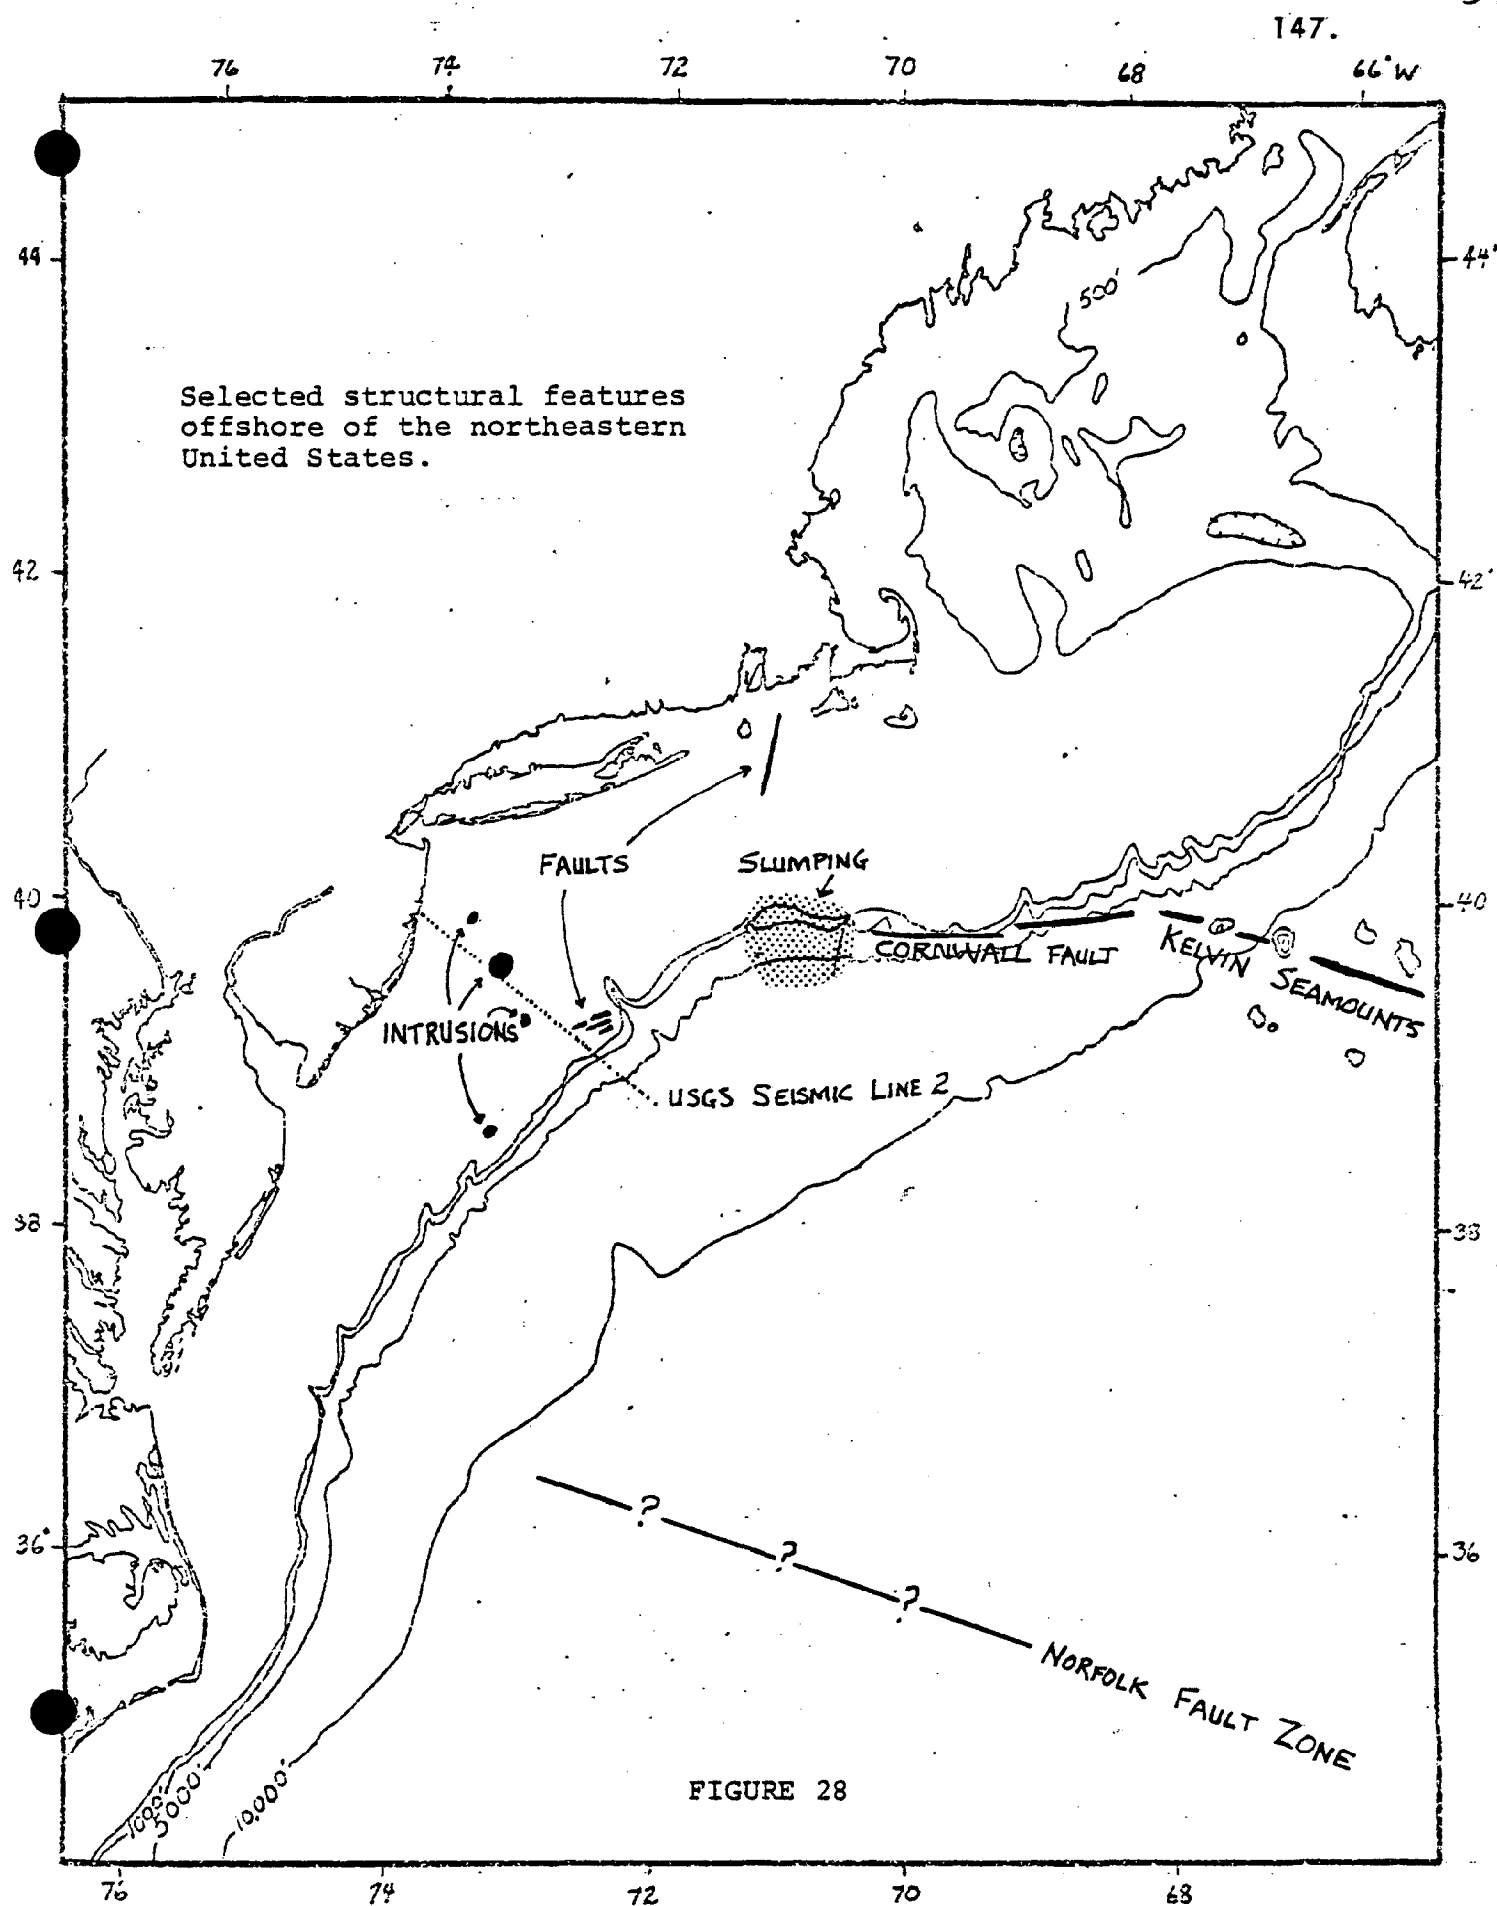 147.
76 74 72 70 68 66°W
44 44°
500'
Selected structural features
offshore of the northeastern
United States.
42 42°
FAULTS SLUMPING
40 40
CORNWALL FAULT KELVIN SEAMOUNTS
INTRUSIONS
USGS SEISMIC LINE 2
38 38
?
36° 36
?
?
NORFOLK FAULT ZONE
FIGURE 28
1000' 5000' 10,000'
76 74 72 70 68